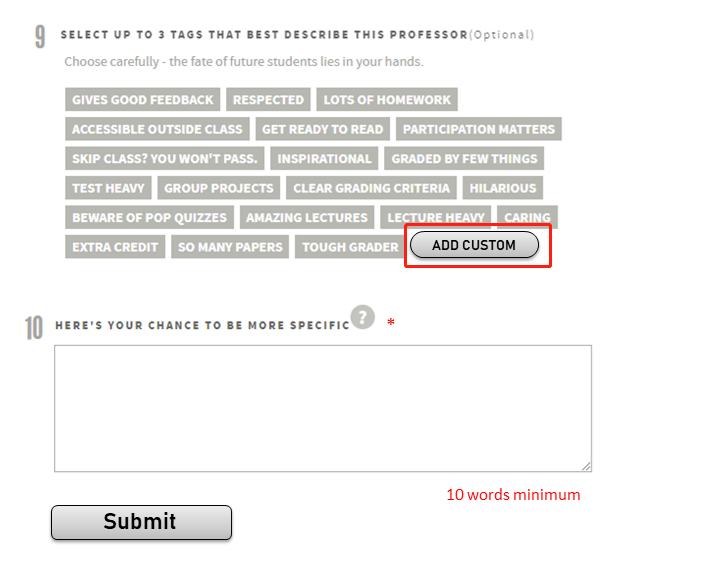 9 SELECT UP TO 3 TAGS THAT BEST DESCRIBE THIS PROFESSOR(Optional)
Choose carefully - the fate of future students lies in your hands.
GIVES GOOD FEEDBACK RESPECTED LOTS OF HOMEWORK
ACCESSIBLE OUTSIDE CLASS GET READY TO READ PARTICIPATION MATTERS
SKIP CLASS? YOU WON'T PASS. INSPIRATIONAL GRADED BY FEW THINGS
TEST HEAVY GROUP PROJECTS CLEAR GRADING CRITERIA HILARIOUS
BEWARE OF POP QUIZZES AMAZING LECTURES LECTURE HEAVY CARING
EXTRA CREDIT SO MANY PAPERS TOUGH GRADER ADD CUSTOM
10 HERE'S YOUR CHANCE TO BE MORE SPECIFIC ? *
10 words minimum
Submit